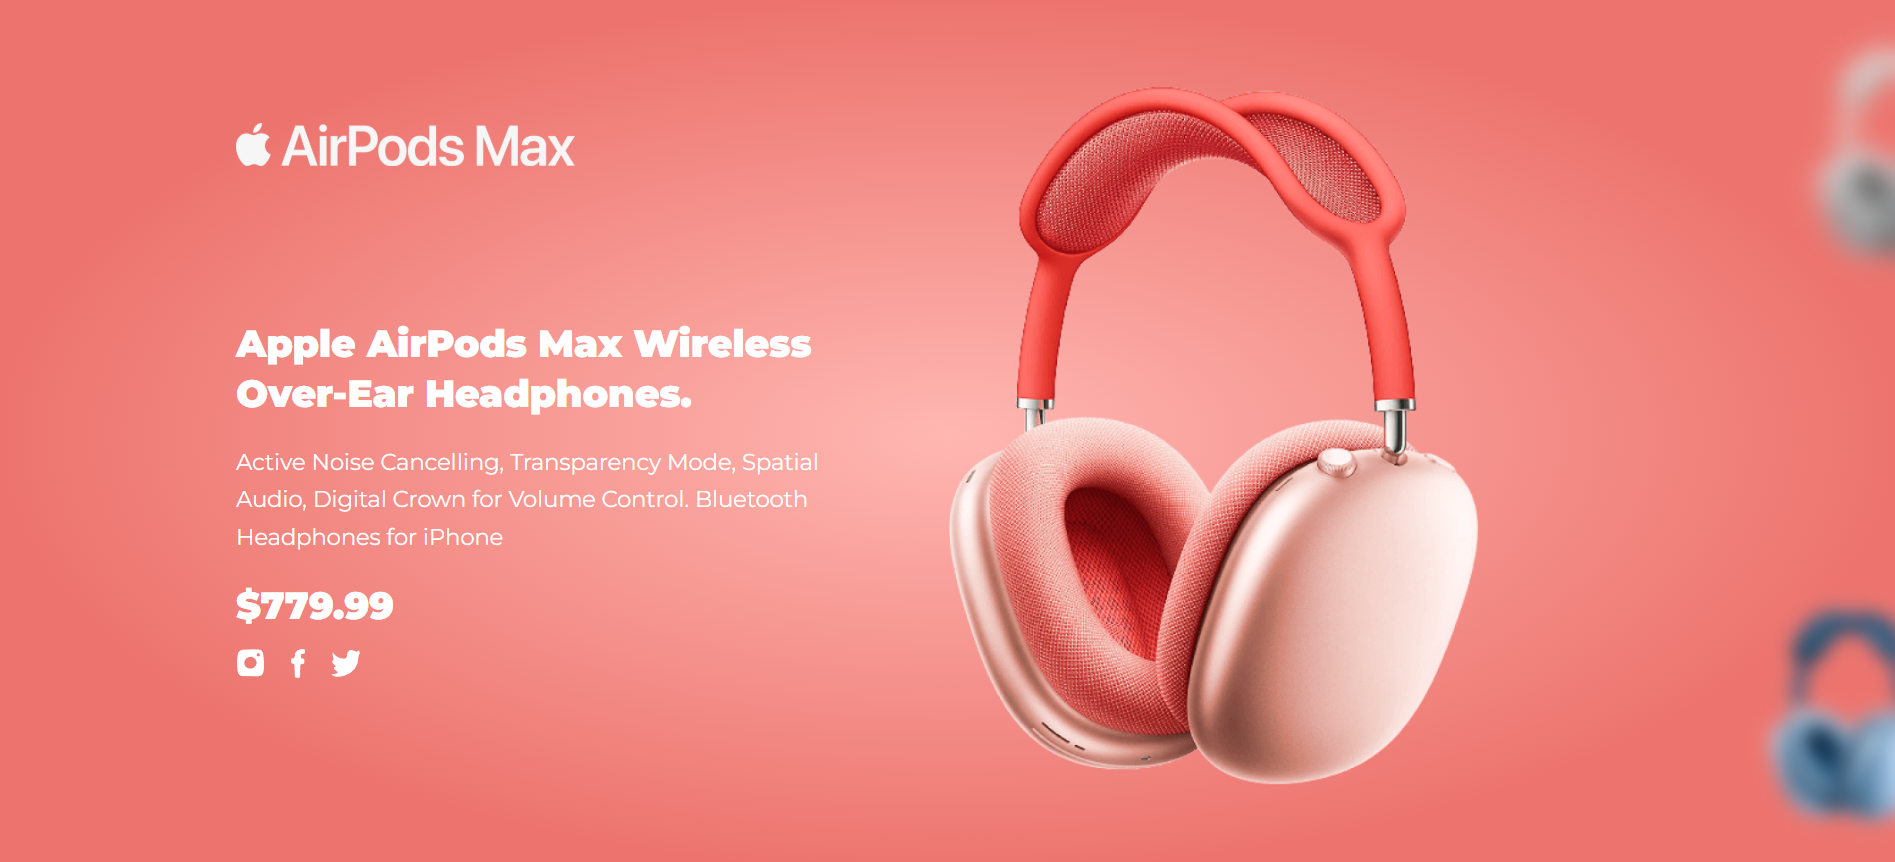 AirPods Max
Apple AirPods Max Wireless
Over-Ear Headphones.
Active Noise Cancelling, Transparency Mode, Spatial
Audio, Digital Crown for Volume Control. Bluetooth
Headphones for iPhone
$779.99